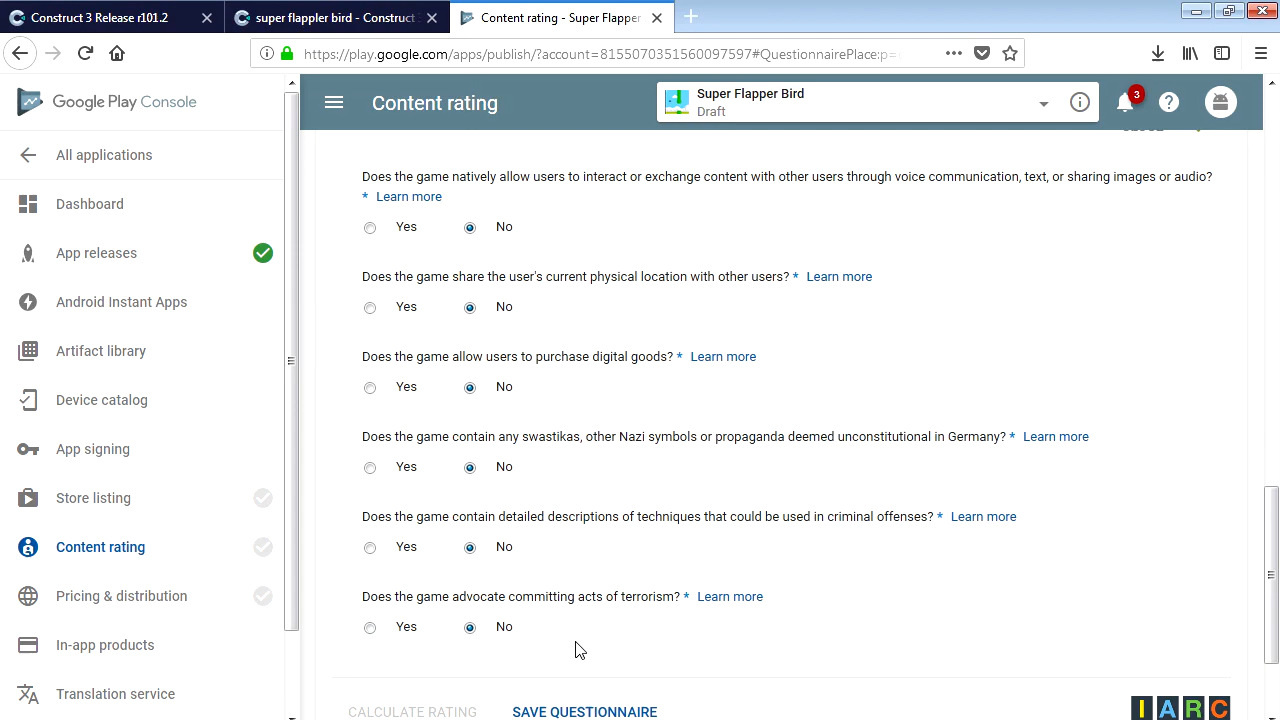 Construct 3 Release r101.2
super flappler bird - Construct
Content rating - Super Flapper
https://play.google.com/apps/publish/?account=8155070351560097597#QuestionnairePlace:p=
Google Play Console
Content rating
Super Flapper Bird
Draft
3
All applications
Dashboard
App releases
Android Instant Apps
Artifact library
Device catalog
App signing
Store listing
Content rating
Pricing & distribution
In-app products
Translation service
Does the game natively allow users to interact or exchange content with other users through voice communication, text, or sharing images or audio?
* Learn more
Yes No
Does the game share the user's current physical location with other users? * Learn more
Yes No
Does the game allow users to purchase digital goods? * Learn more
Yes No
Does the game contain any swastikas, other Nazi symbols or propaganda deemed unconstitutional in Germany? * Learn more
Yes No
Does the game contain detailed descriptions of techniques that could be used in criminal offenses? * Learn more
Yes No
Does the game advocate committing acts of terrorism? * Learn more
Yes No
CALCULATE RATING SAVE QUESTIONNAIRE
IARC